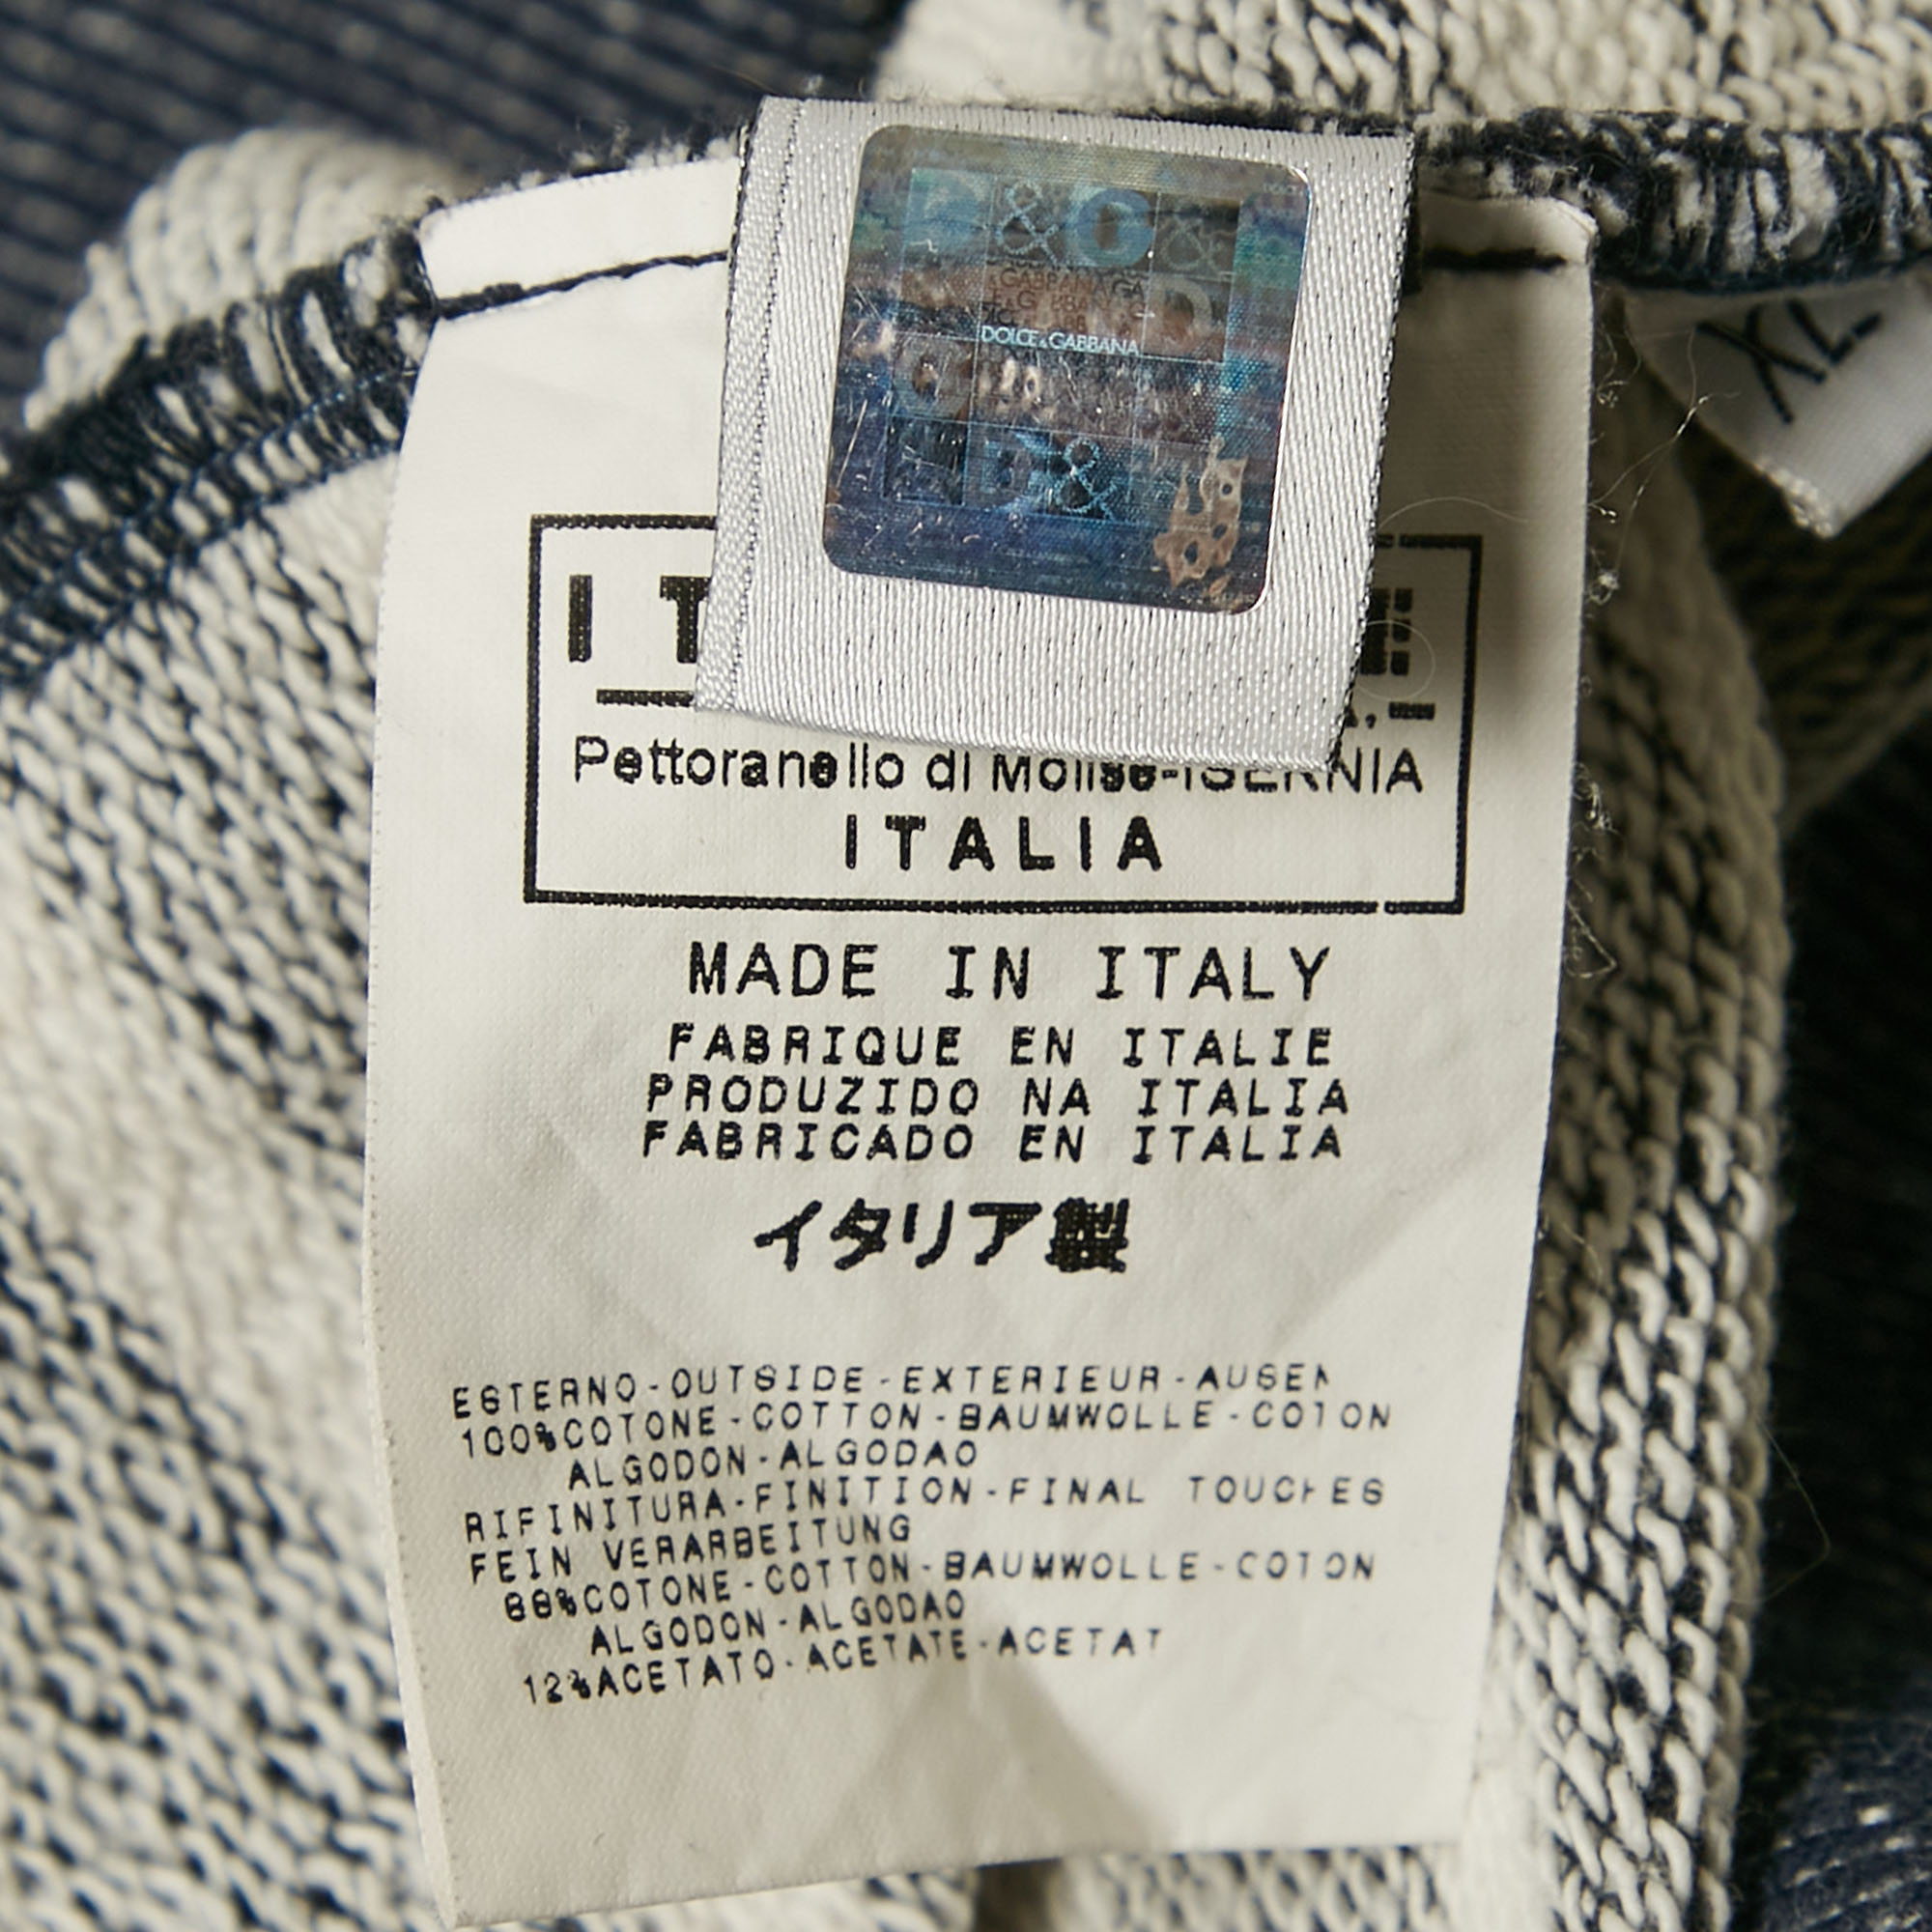 D&G&
DOLCE&GABBANA
D&
XL
Pettoranello di Molise-ISERNIA
ITALIA
MADE IN ITALY
FABRIQUE EN ITALIE
PRODUZIDO NA ITALIA
FABRICADO EN ITALIA
イタリア製
ESTERNO-OUTSIDE-EXTERIEUR-AUSEN
100%COTONE-COTTON-BAUMWOLLE-COTON
ALGODON-ALGODAO
RIFINITURA-FINITION-FINAL TOUCHES
FEIN VERARBEITUNG
88%COTONE-COTTON-BAUMWOLLE-COTON
ALGODON-ALGODAO
12%ACETATO-ACETATE-ACETAT